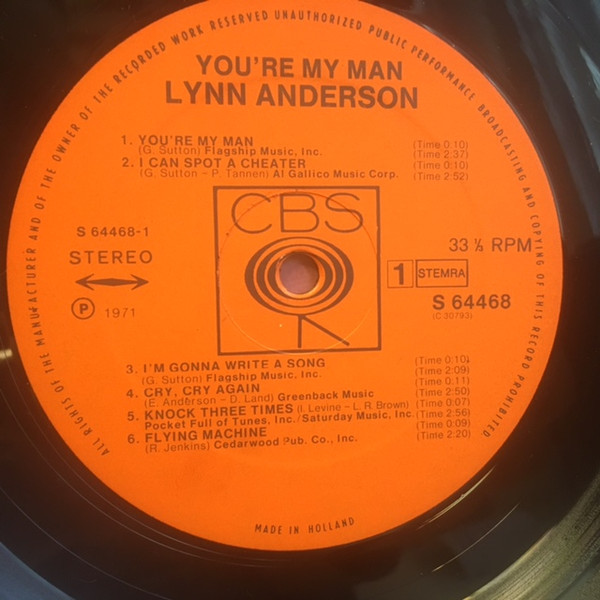 ALL RIGHTS OF THE MANUFACTURER AND OF THE OWNER OF THE RECORDED WORK RESERVED UNAUTHORIZED PUBLIC PERFORMANCE BROADCASTING AND COPYING OF THIS RECORD PROHIBITED
YOU'RE MY MAN
LYNN ANDERSON
1. YOU'RE MY MAN (Time 0:10)
(G. Sutton) Flagship Music, Inc. (Time 2:37)
2. I CAN SPOT A CHEATER (Time 0:10)
(G. Sutton – P. Tannen) Al Gallico Music Corp. (Time 2:52)
CBS
S 64468-1
STEREO
Ⓟ 1971
33 ⅓ RPM
1 STEMRA
S 64468
(C 30793)
3. I'M GONNA WRITE A SONG (Time 0:10)
(G. Sutton) Flagship Music, Inc. (Time 2:09)
4. CRY, CRY AGAIN (Time 0:11)
(E. Anderson – D. Land) Greenback Music (Time 2:50)
5. KNOCK THREE TIMES (I. Levine – L. R. Brown) (Time 0:07)
Pocket Full of Tunes, Inc./Saturday Music, Inc. (Time 2:56)
6. FLYING MACHINE (Time 0:09)
(R. Jenkins) Cedarwood Pub. Co., Inc. (Time 2:20)
MADE IN HOLLAND